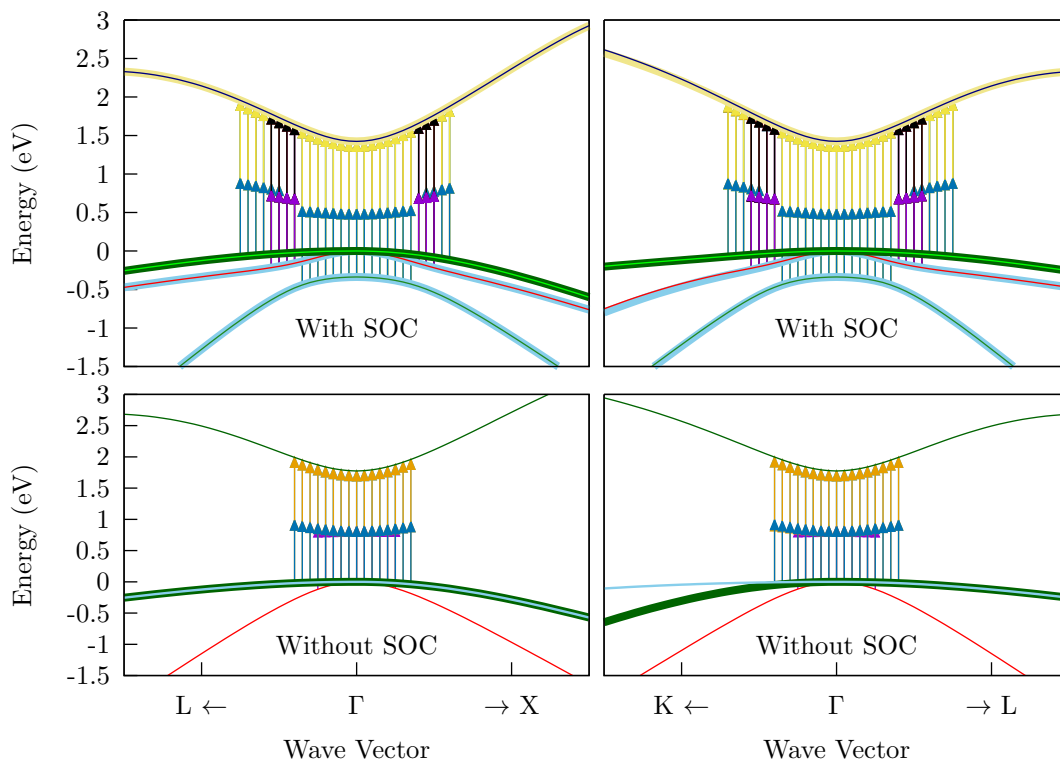 3
2.5
2
1.5
1
0.5
0
-0.5
-1
-1.5
Energy (eV)
With SOC
With SOC
3
2.5
2
1.5
1
0.5
0
-0.5
-1
-1.5
Energy (eV)
Without SOC
Without SOC
L ← Γ → X
K ← Γ → L
Wave Vector
Wave Vector